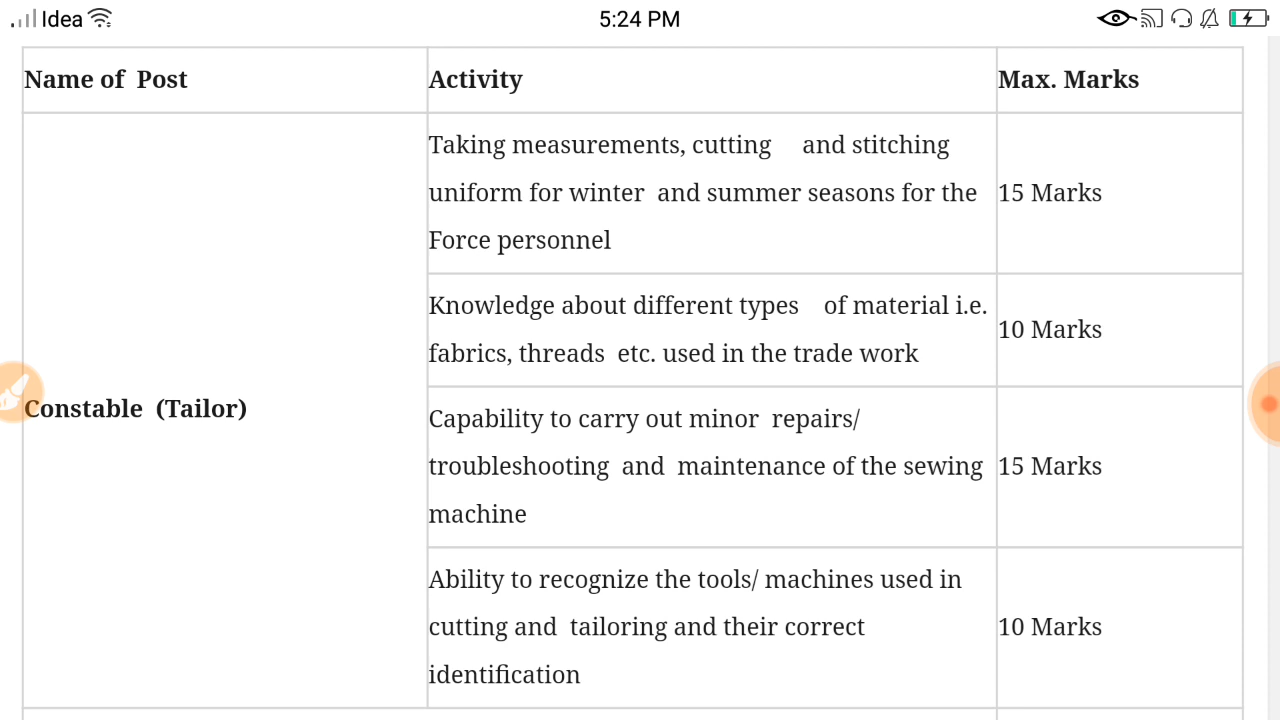 Idea 5:24 PM
Name of Post Activity Max. Marks
Constable (Tailor)
Taking measurements, cutting and stitching
uniform for winter and summer seasons for the
Force personnel
15 Marks
Knowledge about different types of material i.e.
fabrics, threads etc. used in the trade work
10 Marks
Capability to carry out minor repairs/
troubleshooting and maintenance of the sewing
machine
15 Marks
Ability to recognize the tools/ machines used in
cutting and tailoring and their correct
identification
10 Marks